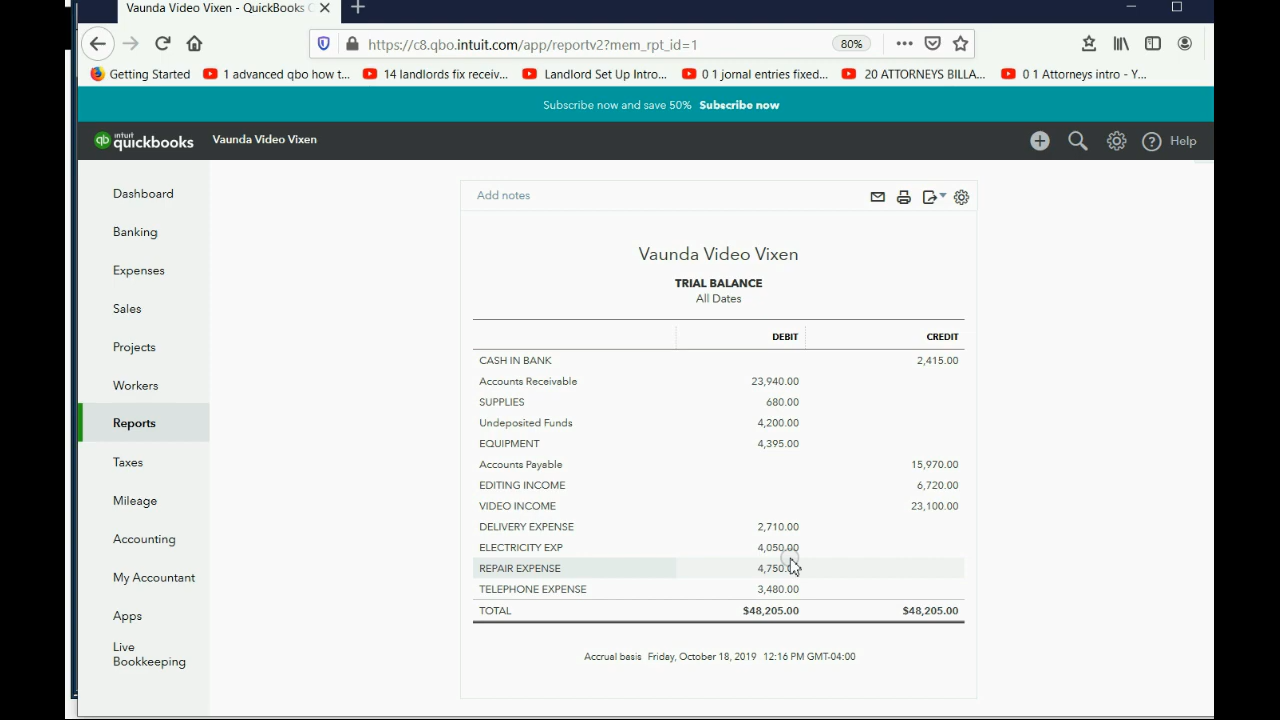 Vaunda Video Vixen - QuickBooks O
https://c8.qbo.intuit.com/app/reportv2?mem_rpt_id=1 80%
Getting Started 1 advanced qbo how t... 14 landlords fix receiv... Landlord Set Up Intro... 0 1 jornal entries fixed... 20 ATTORNEYS BILLA... 0 1 Attorneys intro - Y...
Subscribe now and save 50% Subscribe now
qb intuit quickbooks Vaunda Video Vixen Help
Dashboard
Banking
Expenses
Sales
Projects
Workers
Reports
Taxes
Mileage
Accounting
My Accountant
Apps
Live
Bookkeeping
Add notes
Vaunda Video Vixen
TRIAL BALANCE
All Dates
DEBIT CREDIT
CASH IN BANK 2,415.00
Accounts Receivable 23,940.00
SUPPLIES 680.00
Undeposited Funds 4,200.00
EQUIPMENT 4,395.00
Accounts Payable 15,970.00
EDITING INCOME 6,720.00
VIDEO INCOME 23,100.00
DELIVERY EXPENSE 2,710.00
ELECTRICITY EXP 4,050.00
REPAIR EXPENSE 4,750.00
TELEPHONE EXPENSE 3,480.00
TOTAL $48,205.00 $48,205.00
Accrual basis Friday, October 18, 2019 12:16 PM GMT-04:00